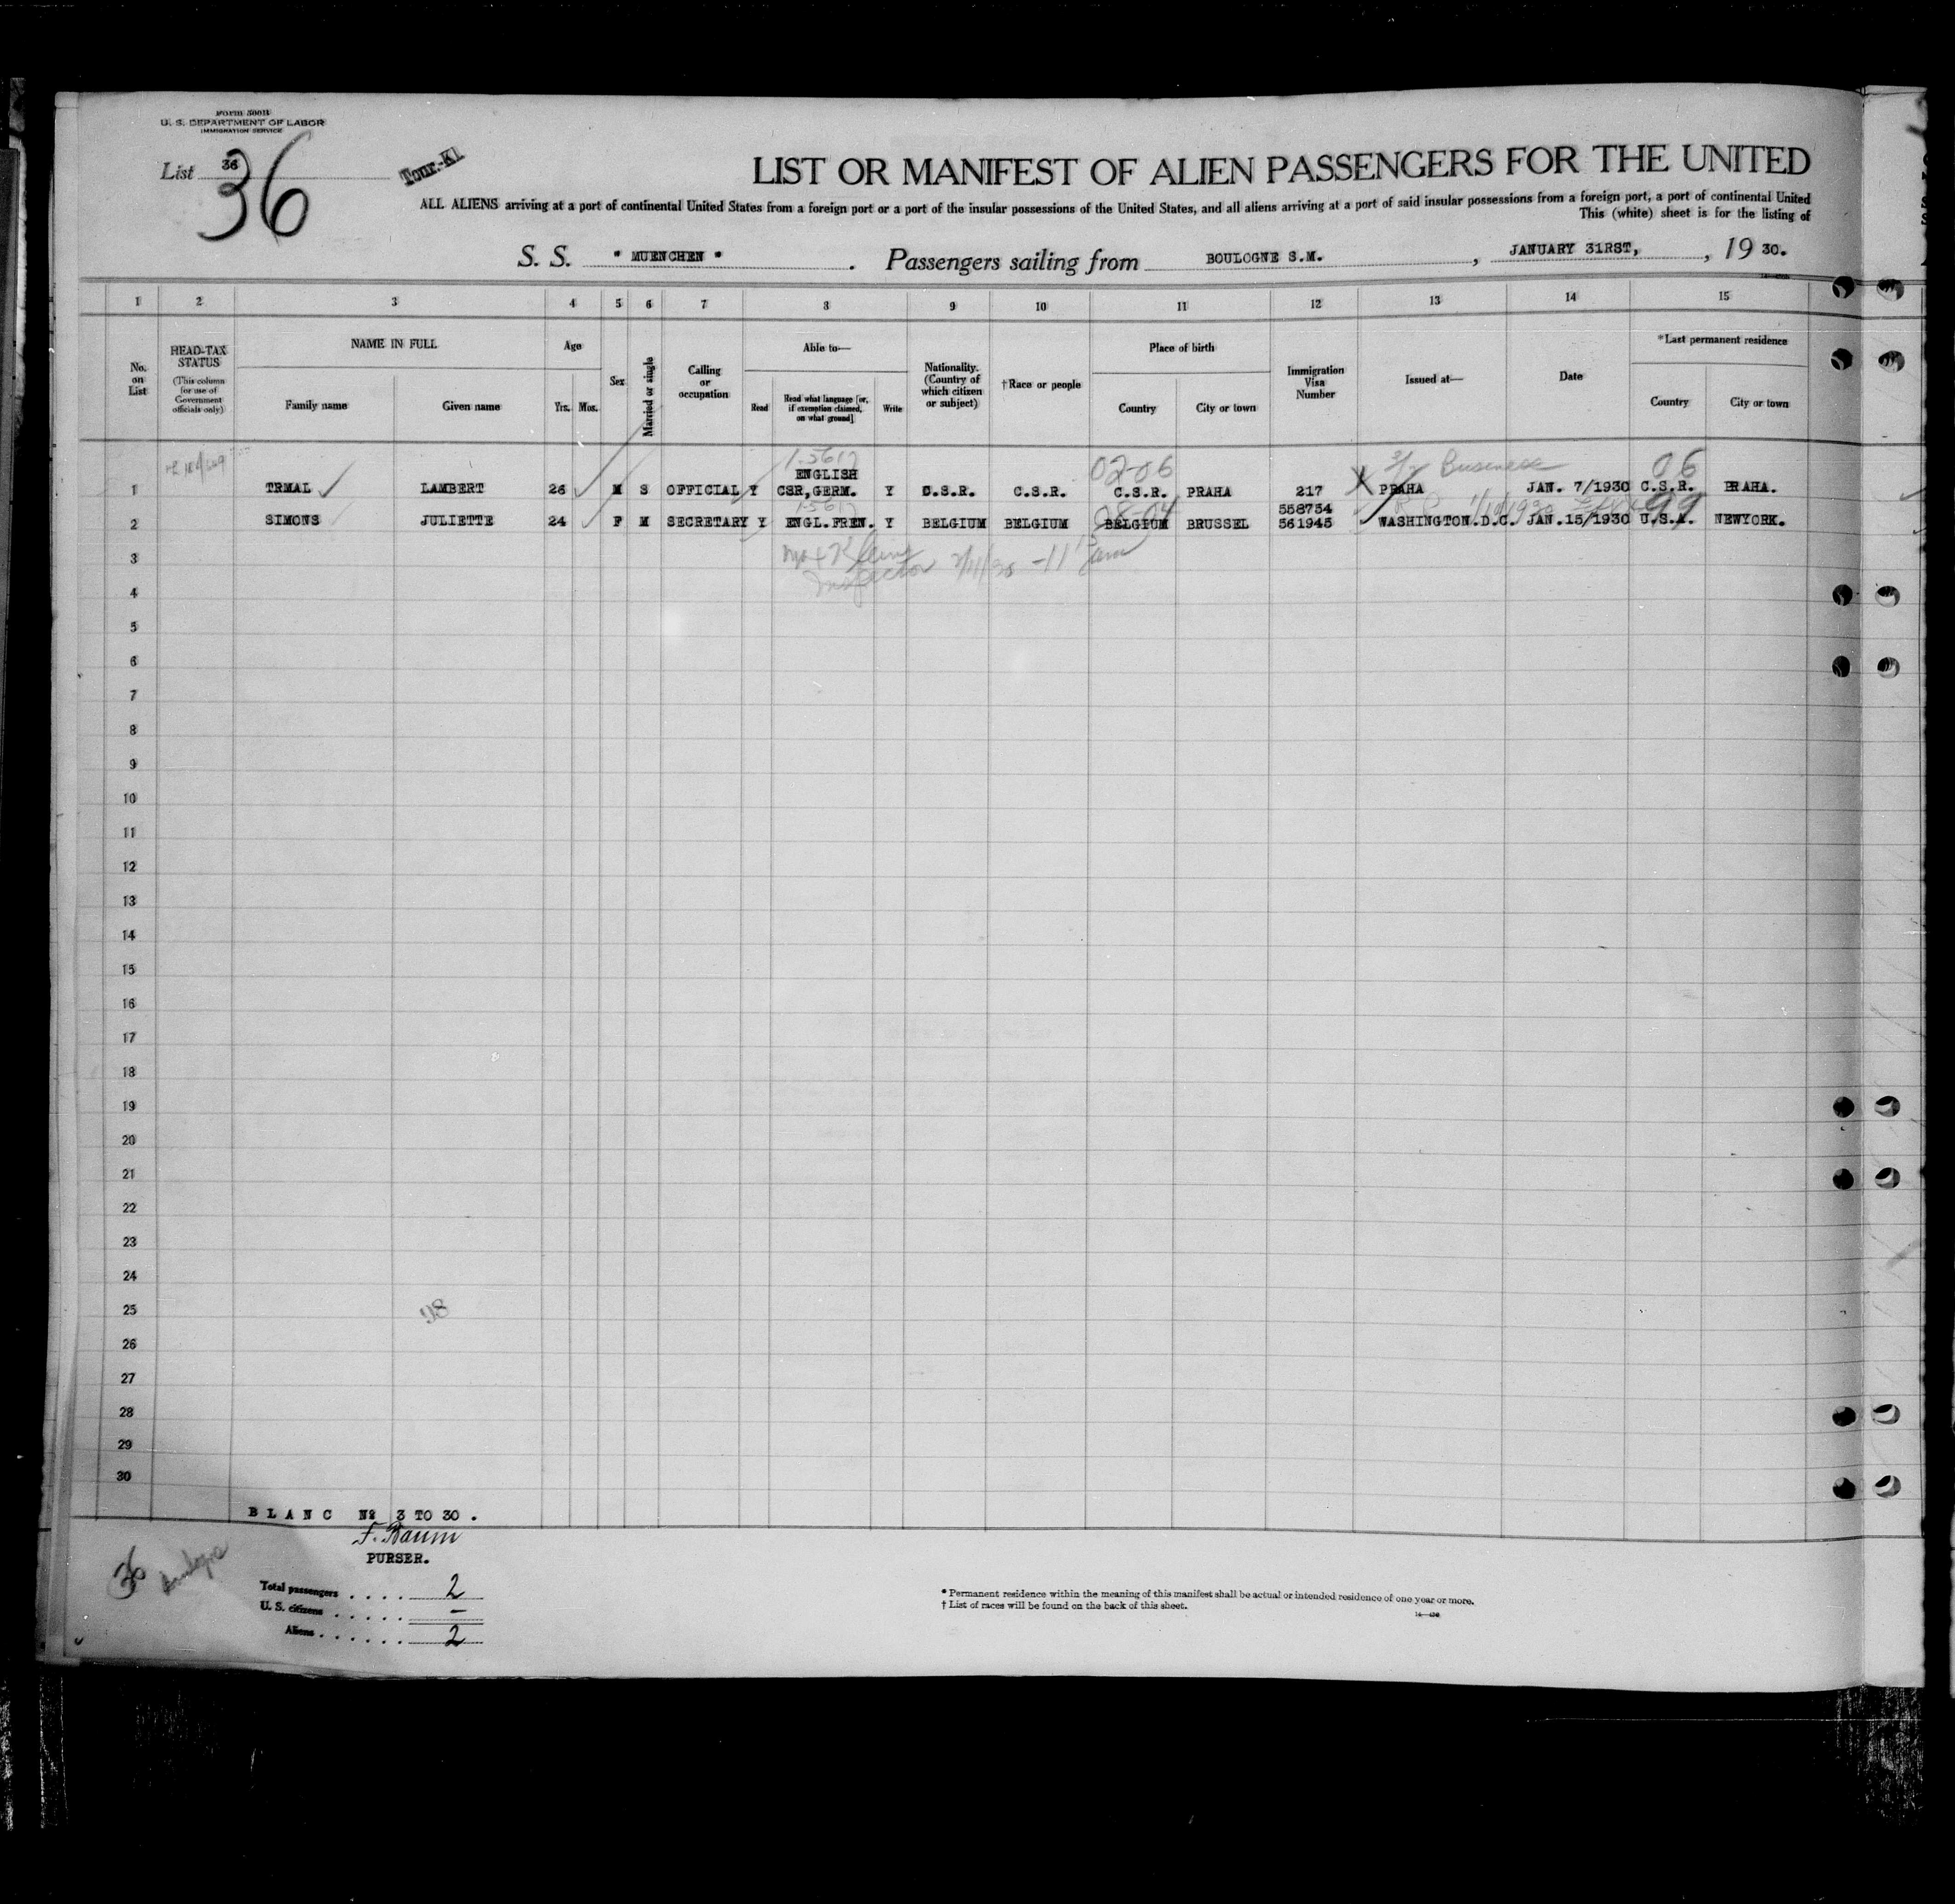 Form 500B
U. S. DEPARTMENT OF LABOR
IMMIGRATION SERVICE
List 36
36
Tour.-Kl.
LIST OR MANIFEST OF ALIEN PASSENGERS FOR THE UNITED
ALL ALIENS arriving at a port of continental United States from a foreign port or a port of the insular possessions of the United States, and all aliens arriving at a port of said insular possessions from a foreign port, a port of continental United
This (white) sheet is for the listing of
S. S. " MUENCHEN " . Passengers sailing from BOULOGNE S.M. , JANUARY 31RST, , 19 30.
1 2 3 4 5 6 7 8 9 10 11 12 13 14 15
No. on List
HEAD-TAX STATUS (This column for use of Government officials only)
NAME IN FULL
Family name Given name
Age
Yrs. Mos.
Sex
Married or single
Calling or occupation
Able to—
Read Read what language [or, if exemption claimed, on what ground] Write
Nationality. (Country of which citizen or subject)
†Race or people
Place of birth
Country City or town
Immigration Visa Number
Issued at—
Date
*Last permanent residence
Country City or town
02-06 Business 06
ENGLISH
1 TRMAL LAMBERT 26 M S OFFICIAL Y CSR,GERM. Y C.S.R. C.S.R. C.S.R. PRAHA 217 PRAHA JAN. 7/1930 C.S.R. PRAHA.
558754
99
2 SIMONS JULIETTE 24 F M SECRETARY Y ENGL.FREN. Y BELGIUM BELGIUM BELGIUM BRUSSEL 561945 WASHINGTON.D.C. JAN.15/1930 U.S.A. NEWYORK.
3
Inspector
4
5
6
7
8
9
10
11
12
13
14
15
16
17
18
19
20
21
22
23
24
25
98
26
27
28
29
30
BLANC Nº 3 TO 30 .
F. Baum
PURSER.
36
Total passengers . . . . 2
U. S. citizens . . . . . . –
Aliens . . . . . . . 2
* Permanent residence within the meaning of this manifest shall be actual or intended residence of one year or more.
† List of races will be found on the back of this sheet.